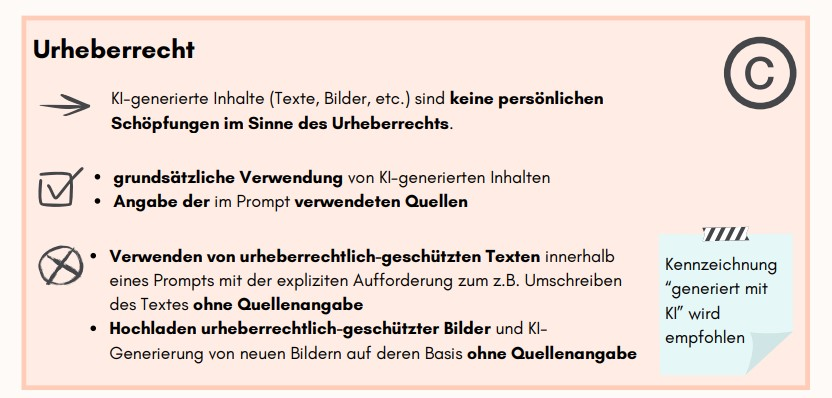 Urheberrecht
©
KI-generierte Inhalte (Texte, Bilder, etc.) sind keine persönlichen
Schöpfungen im Sinne des Urheberrechts.
• grundsätzliche Verwendung von KI-generierten Inhalten
• Angabe der im Prompt verwendeten Quellen
• Verwenden von urheberrechtlich-geschützten Texten innerhalb
eines Prompts mit der expliziten Aufforderung zum z.B. Umschreiben
des Textes ohne Quellenangabe
• Hochladen urheberrechtlich-geschützter Bilder und KI-
Generierung von neuen Bildern auf deren Basis ohne Quellenangabe
Kennzeichnung
“generiert mit
KI” wird
empfohlen